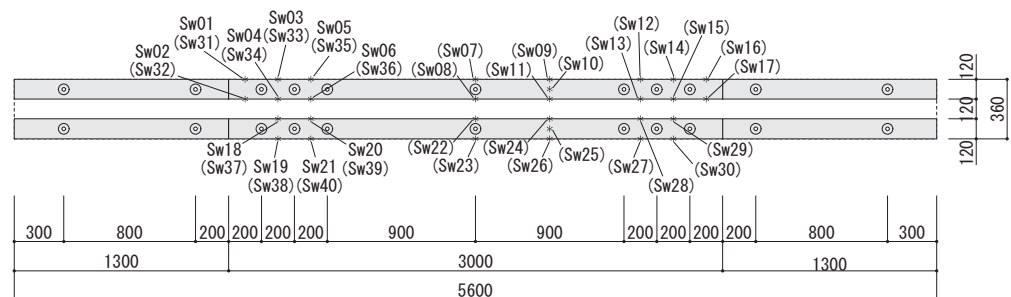 Sw03
(Sw33)
Sw01
(Sw31)
Sw04
(Sw34)
Sw05
(Sw35)
Sw02
(Sw32)
Sw06
(Sw36)
(Sw07)
(Sw08)
(Sw09)
(Sw10)
(Sw11)
(Sw12)
(Sw13)
(Sw14)
(Sw15)
(Sw16)
(Sw17)
120
120
120
360
Sw18
(Sw37)
Sw19
(Sw38)
Sw20
(Sw39)
Sw21
(Sw40)
(Sw22)
(Sw23)
(Sw24)
(Sw25)
(Sw26)
(Sw27)
(Sw28)
(Sw29)
(Sw30)
300 800 200 200 200 200 900 900 200 200 200 200 800 300
1300 3000 1300
5600